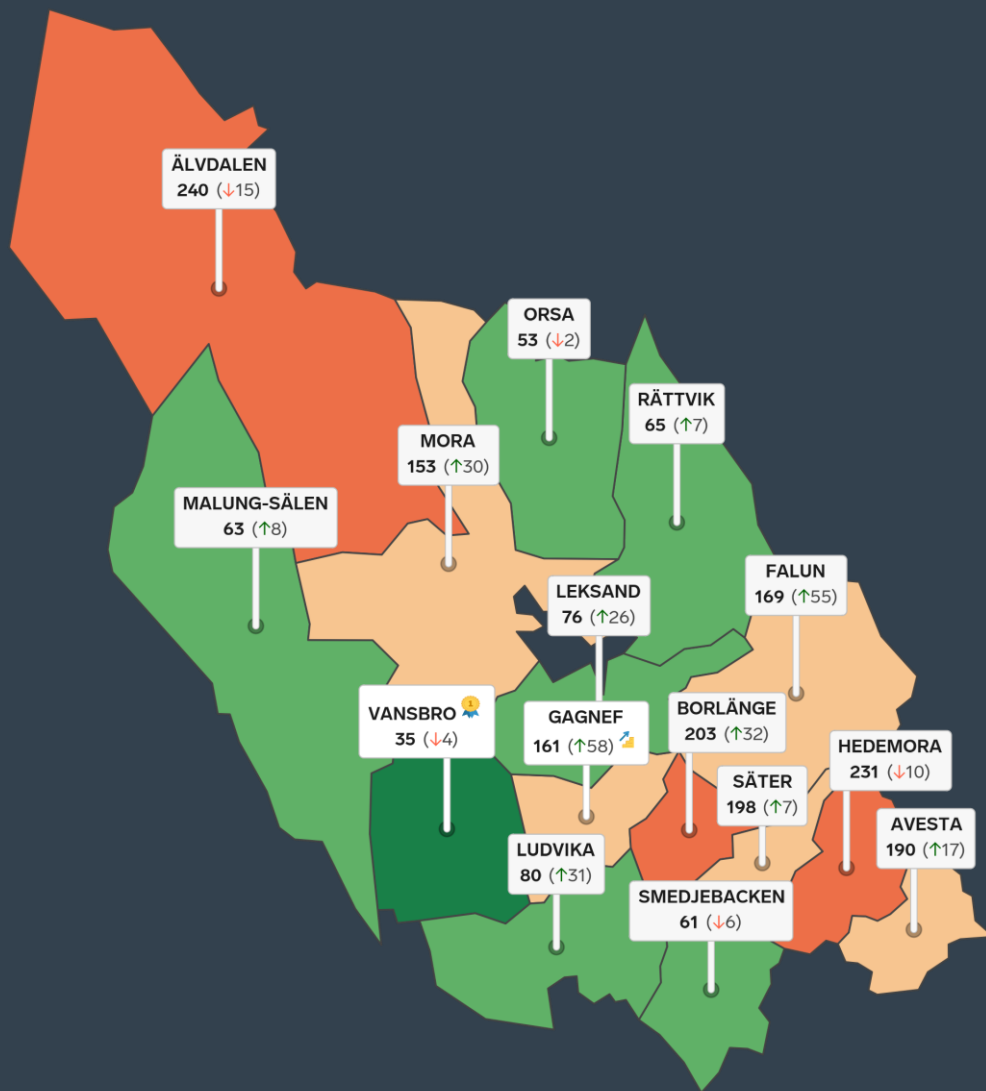 ÄLVDALEN
240 (↓15)
ORSA
53 (↓2)
RÄTTVIK
65 (↑7)
MORA
153 (↑30)
MALUNG-SÄLEN
63 (↑8)
FALUN
169 (↑55)
LEKSAND
76 (↑26)
VANSBRO 1
35 (↓4)
GAGNEF
161 (↑58)
BORLÄNGE
203 (↑32)
HEDEMORA
231 (↓10)
SÄTER
198 (↑7)
AVESTA
190 (↑17)
LUDVIKA
80 (↑31)
SMEDJEBACKEN
61 (↓6)